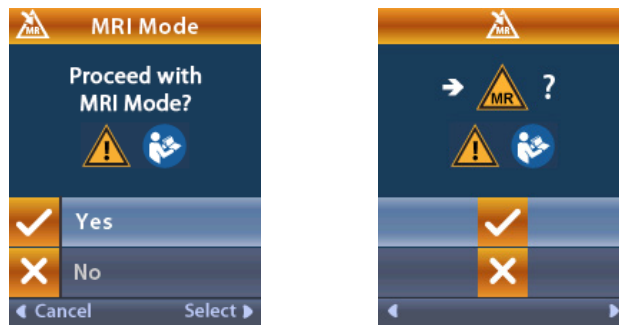 MR
MRI Mode
Proceed with
MRI Mode?
Yes
No
Cancel
Select
MR
MR
?